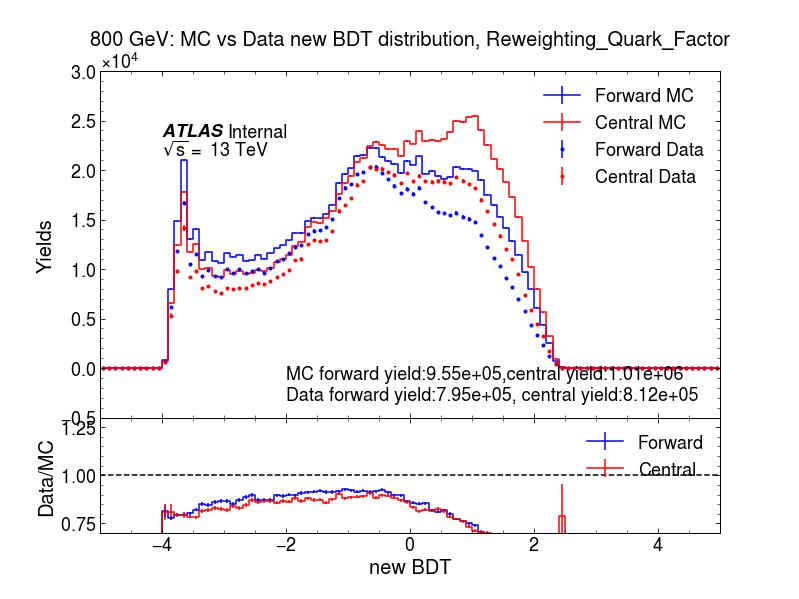 800 GeV: MC vs Data new BDT distribution, Reweighting_Quark_Factor
×10⁴
3.0
2.5
2.0
1.5
1.0
0.5
0.0
0.5
Yields
ATLAS Internal
√s = 13 TeV
Forward MC
Central MC
Forward Data
Central Data
MC forward yield:9.55e+05,central yield:1.01e+06
Data forward yield:7.95e+05, central yield:8.12e+05
1.25
1.00
0.75
Data/MC
Forward
Central
−4 −2 0 2 4
new BDT